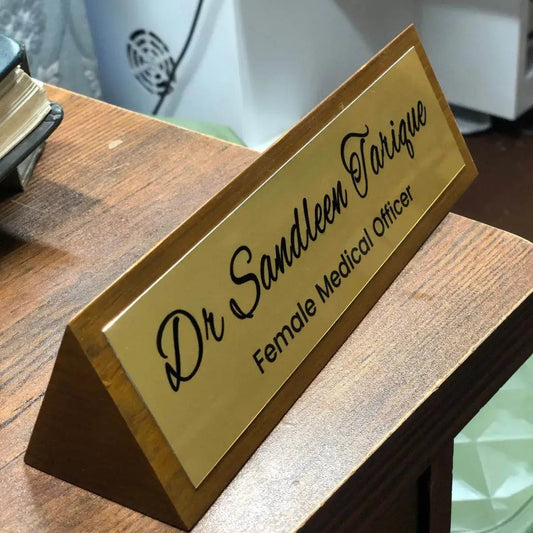 Dr Sandleen Tarique
Female Medical Officer